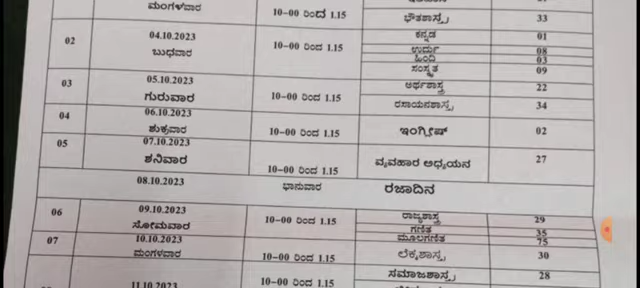 ಮಂಗಳವಾರ 10-00 ರಿಂದ 1.15
ಭೌತಶಾಸ್ತ್ರ 33
02 04.10.2023 ಬುಧವಾರ 10-00 ರಿಂದ 1.15
ಕನ್ನಡ 01
ಉರ್ದು 08
ಹಿಂದಿ 03
ಸಂಸ್ಕೃತ 09
03 05.10.2023 ಗುರುವಾರ 10-00 ರಿಂದ 1.15
ಅರ್ಥಶಾಸ್ತ್ರ 22
ರಸಾಯನಶಾಸ್ತ್ರ 34
04 06.10.2023 ಶುಕ್ರವಾರ 10-00 ರಿಂದ 1.15 ಇಂಗ್ಲೀಷ್ 02
05 07.10.2023 ಶನಿವಾರ 10-00 ರಿಂದ 1.15 ವ್ಯವಹಾರ ಅಧ್ಯಯನ 27
08.10.2023 ಭಾನುವಾರ ರಜಾದಿನ
06 09.10.2023 ಸೋಮವಾರ 10-00 ರಿಂದ 1.15
ರಾಜ್ಯಶಾಸ್ತ್ರ 29
ಗಣಿತ 35
ಮೂಲಗಣಿತ 75
07 10.10.2023 ಮಂಗಳವಾರ 10-00 ರಿಂದ 1.15 ಲೆಕ್ಕಶಾಸ್ತ್ರ 30
11.10.2023 10-00 ರಿಂದ 1.15
ಸಮಾಜಶಾಸ್ತ್ರ 28